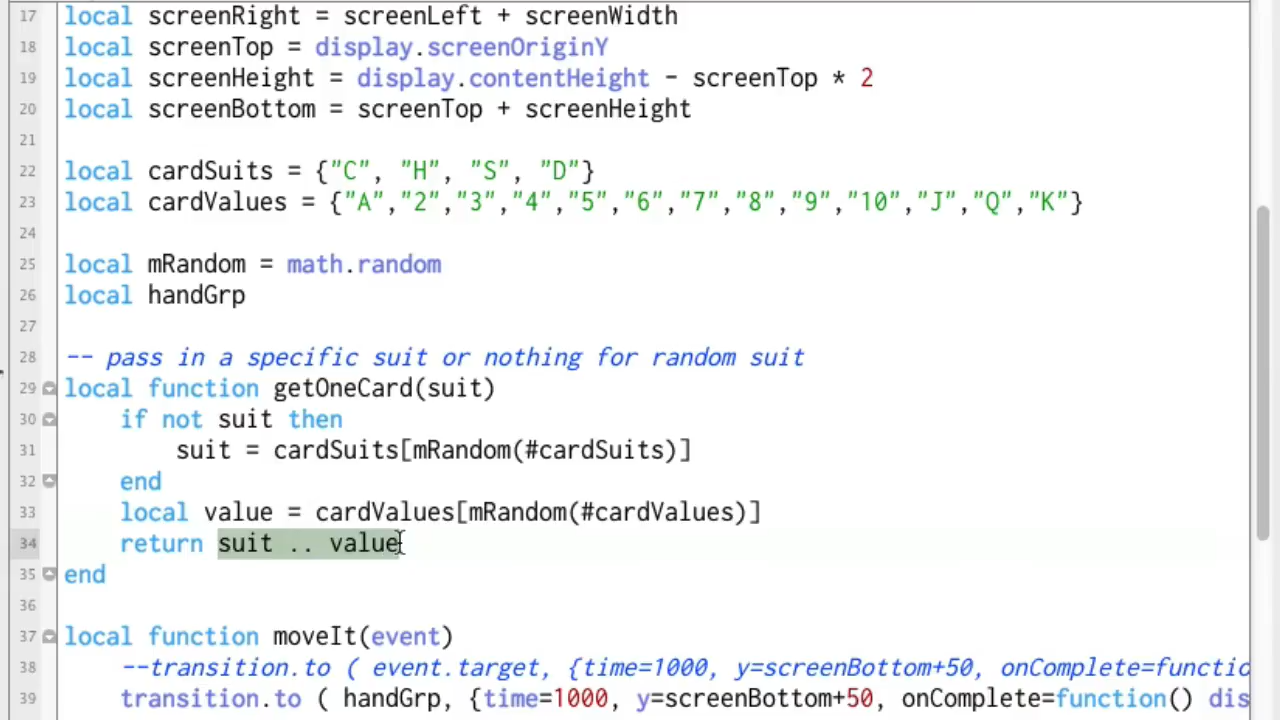 17 local screenRight = screenLeft + screenWidth
18 local screenTop = display.screenOriginY
19 local screenHeight = display.contentHeight - screenTop * 2
20 local screenBottom = screenTop + screenHeight
21
22 local cardSuits = {"C", "H", "S", "D"}
23 local cardValues = {"A","2","3","4","5","6","7","8","9","10","J","Q","K"}
24
25 local mRandom = math.random
26 local handGrp
27
28 -- pass in a specific suit or nothing for random suit
29 local function getOneCard(suit)
30 if not suit then
31 suit = cardSuits[mRandom(#cardSuits)]
32 end
33 local value = cardValues[mRandom(#cardValues)]
34 return suit .. value
35 end
36
37 local function moveIt(event)
38 --transition.to ( event.target, {time=1000, y=screenBottom+50, onComplete=functio
39 transition.to ( handGrp, {time=1000, y=screenBottom+50, onComplete=function() dis